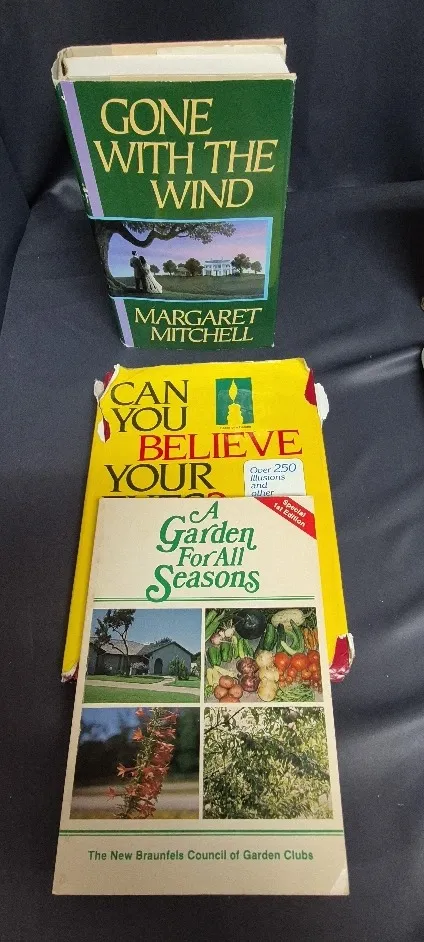 GONE
WITH THE
WIND
MARGARET
MITCHELL
CAN
YOU
BELIEVE
YOUR
Over 250
Illusions
and
other
Special
1st Edition
A
Garden
For All
Seasons
The New Braunfels Council of Garden Clubs